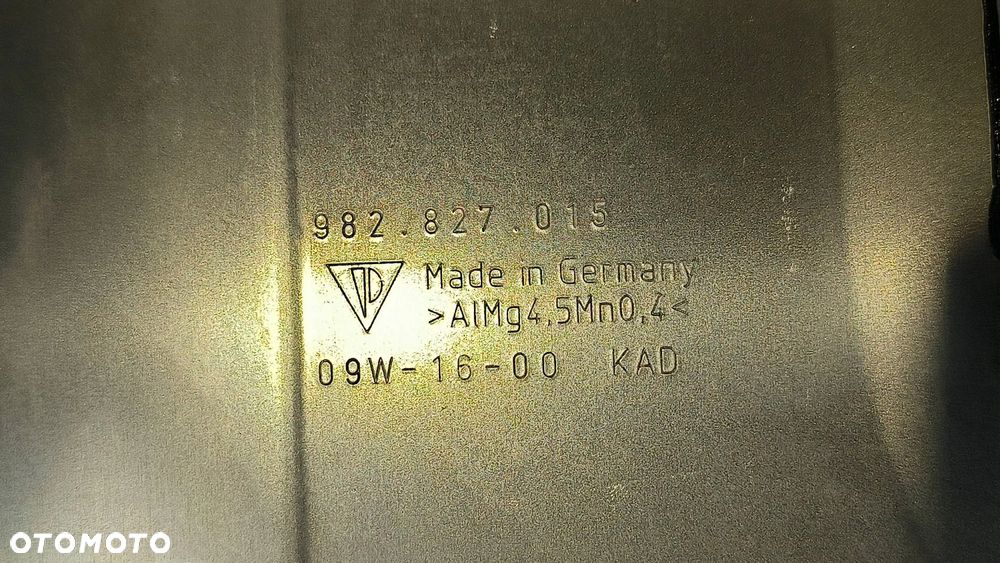 982.827.015
Made in Germany
>AlMg4,5Mn0,4<
09W-16-00 KAD
OTOMOTO